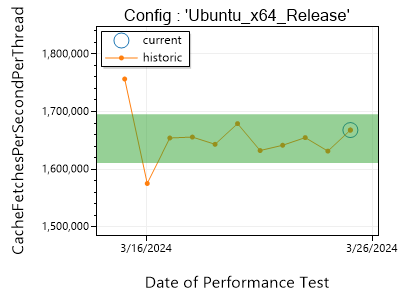 Config : 'Ubuntu_x64_Release'
current
historic
CacheFetchesPerSecondPerThread
1,800,000
1,700,000
1,600,000
1,500,000
3/16/2024
3/26/2024
Date of Performance Test